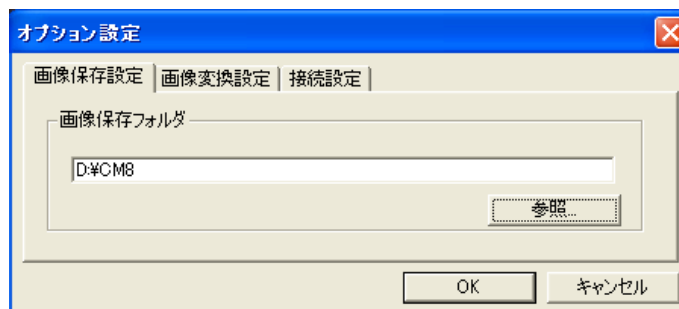 オプション設定
画像保存設定 画像変換設定 接続設定
画像保存フォルダ
D:¥CM8
参照...
OK キャンセル